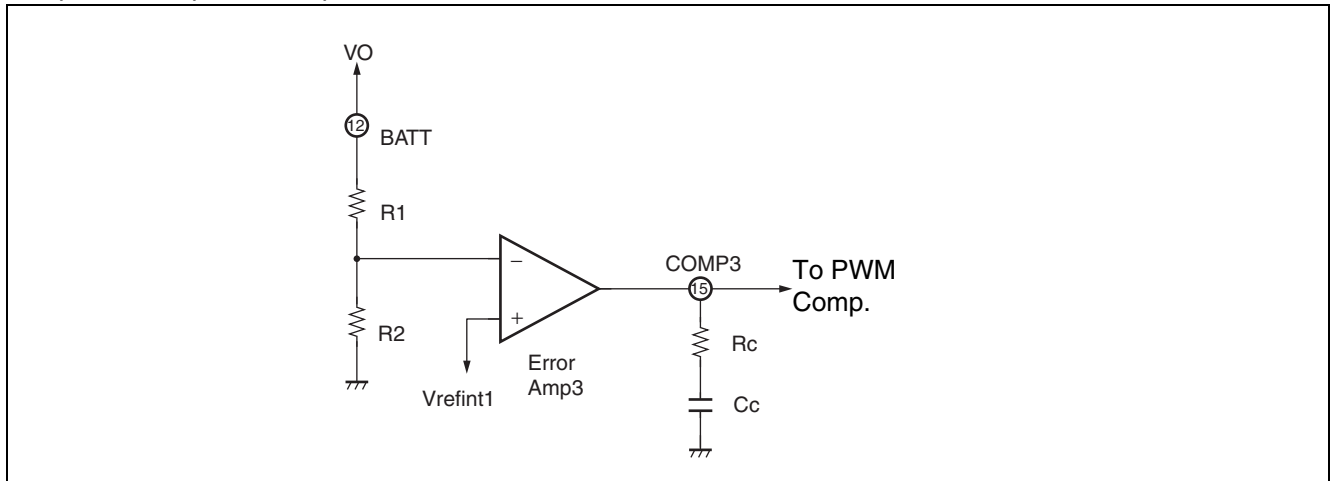 VO
12
BATT
R1
COMP3
To PWM
Comp.
15
−
+
R2
Rc
Error
Amp3
Vrefint1
Cc